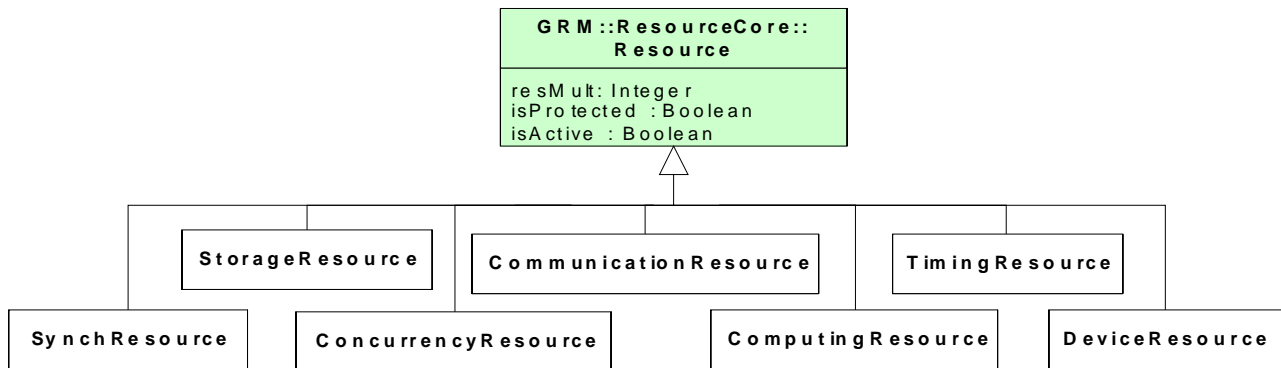 GRM::ResourceCore::
Resource
resMult: Integer
isProtected : Boolean
isActive : Boolean
StorageResource
CommunicationResource
TimingResource
SynchResource
ConcurrencyResource
ComputingResource
DeviceResource